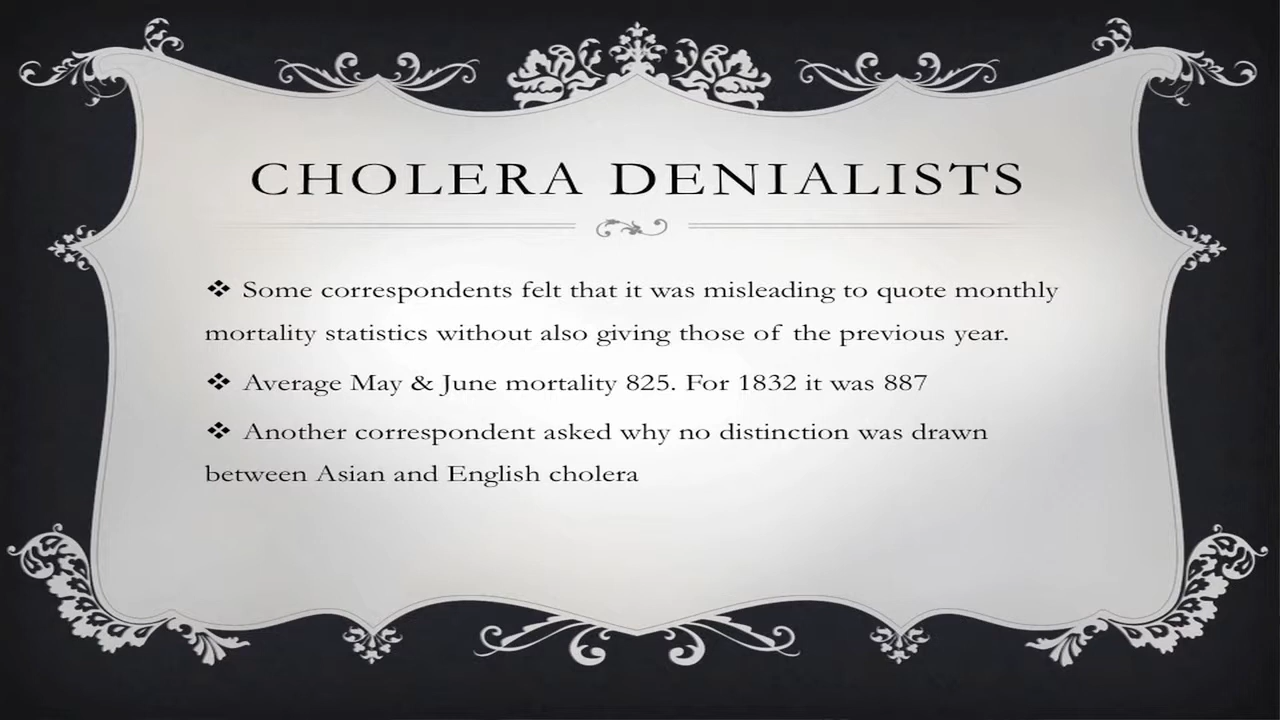 CHOLERA DENIALISTS
❖ Some correspondents felt that it was misleading to quote monthly
mortality statistics without also giving those of the previous year.
❖ Average May & June mortality 825. For 1832 it was 887
❖ Another correspondent asked why no distinction was drawn
between Asian and English cholera